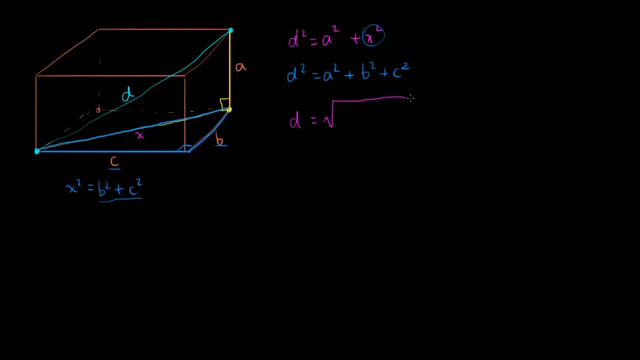 d² = a² + x²
d² = a² + b² + c²
d = √
a
d
x
b
c
x² = b² + c²